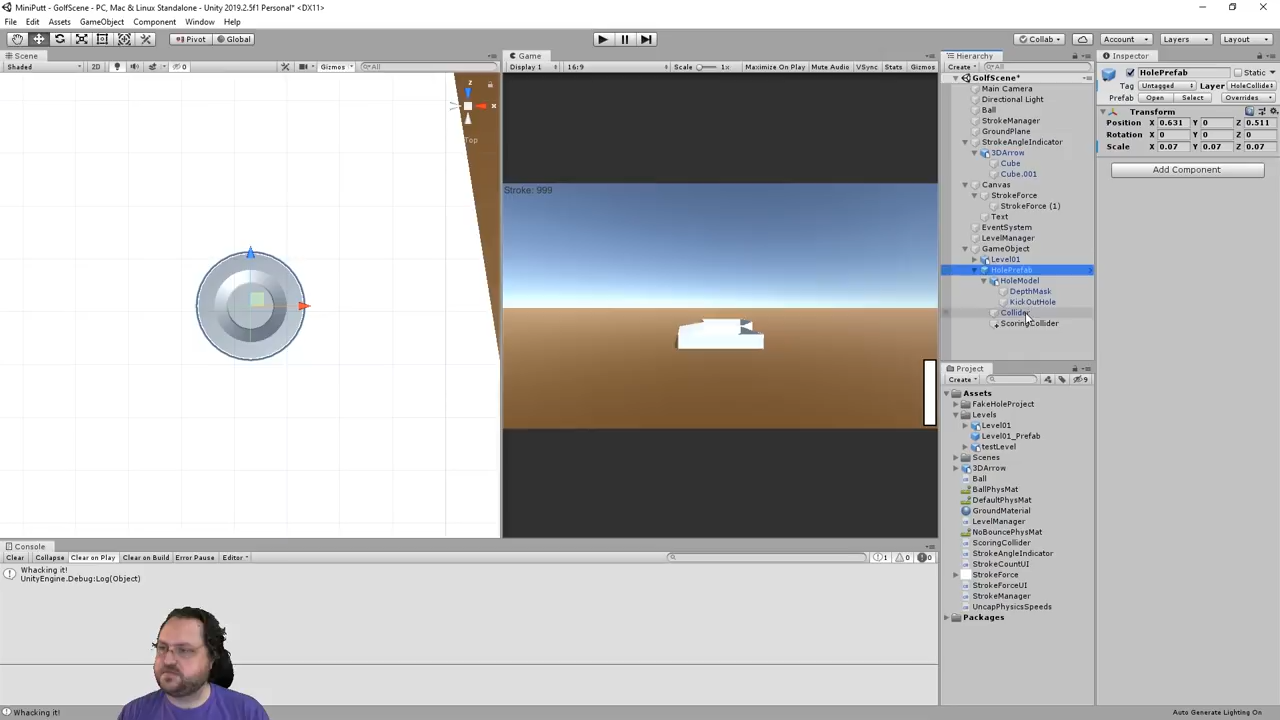 MiniPutt - GolfScene - PC, Mac & Linux Standalone - Unity 2019.2.5f1 Personal* <DX11>
File Edit Assets GameObject Component Window Help
Pivot Global Collab Account Layers Layout
Scene Game Hierarchy Inspector
Shaded 2D 0 Gizmos All
Display 1 16:9 Scale 1x Maximize On Play Mute Audio VSync Stats Gizmos
Create All
z
Top
Stroke: 999
GolfScene*
Main Camera
Directional Light
Ball
StrokeManager
GroundPlane
StrokeAngleIndicator
3DArrow
Cube
Cube.001
Canvas
StrokeForce
StrokeForce (1)
Text
EventSystem
LevelManager
GameObject
Level01
HolePrefab
HoleModel
DepthMask
KickOutHole
Collider
ScoringCollider
HolePrefab Static
Tag Untagged Layer HoleCollide
Prefab Open Select Overrides
Transform
Position X 0.631 Y 0 Z 0.511
Rotation X 0 Y 0 Z 0
Scale X 0.07 Y 0.07 Z 0.07
Add Component
Project
Create 9
Assets
FakeHoleProject
Levels
Level01
Level01_Prefab
testLevel
Scenes
3DArrow
Ball
BallPhysMat
DefaultPhysMat
GroundMaterial
LevelManager
NoBouncePhysMat
ScoringCollider
StrokeAngleIndicator
StrokeCountUI
StrokeForce
StrokeForceUI
StrokeManager
UncapPhysicsSpeeds
Packages
Console
Clear Collapse Clear on Play Clear on Build Error Pause Editor 1 0 0
Whacking it!
UnityEngine.Debug:Log(Object)
Whacking it!
Auto Generate Lighting On